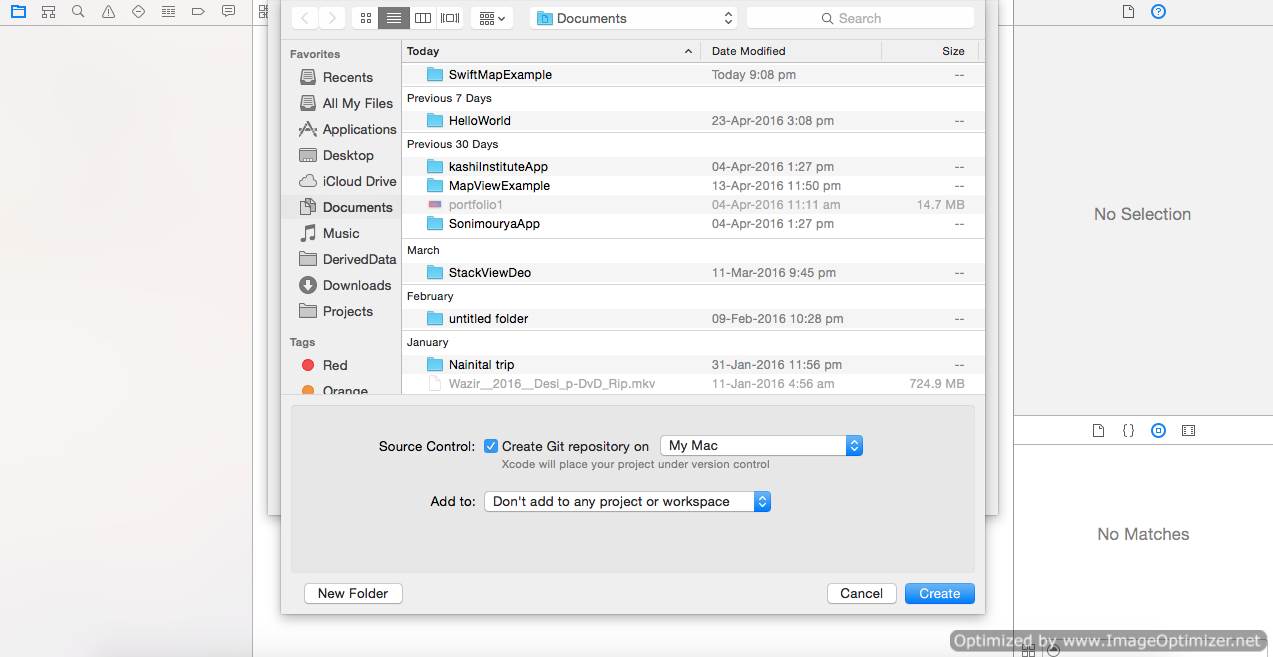 Documents
Search
Favorites
Recents
All My Files
Applications
Desktop
iCloud Drive
Documents
Music
DerivedData
Downloads
Projects
Tags
Red
Orange
Today Date Modified Size
SwiftMapExample Today 9:08 pm --
Previous 7 Days
HelloWorld 23-Apr-2016 3:08 pm --
Previous 30 Days
kashiInstituteApp 04-Apr-2016 1:27 pm --
MapViewExample 13-Apr-2016 11:50 pm --
portfolio1 04-Apr-2016 11:11 am 14.7 MB
SonimouryaApp 04-Apr-2016 1:27 pm --
March
StackViewDeo 11-Mar-2016 9:45 pm --
February
untitled folder 09-Feb-2016 10:28 pm --
January
Nainital trip 31-Jan-2016 11:56 pm --
Wazir__2016__Desi_p-DvD_Rip.mkv 11-Jan-2016 4:56 am 724.9 MB
Source Control: Create Git repository on My Mac
Xcode will place your project under version control
Add to: Don't add to any project or workspace
New Folder Cancel Create
No Selection
No Matches
Optimized by www.ImageOptimizer.net